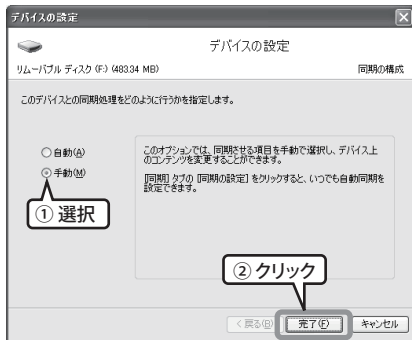 デバイスの設定
デバイスの設定
リムーバブル ディスク (F:) (483.34 MB)
同期の構成
このデバイスとの同期処理をどのように行うかを指定します。
自動(A)
手動(M)
このオプションでは、同期させる項目を手動で選択し、デバイス上
のコンテンツを変更することができます。
[同期] タブの [同期の設定] をクリックすると、いつでも自動同期を
設定できます。
① 選択
② クリック
< 戻る(B)
完了(F)
キャンセル